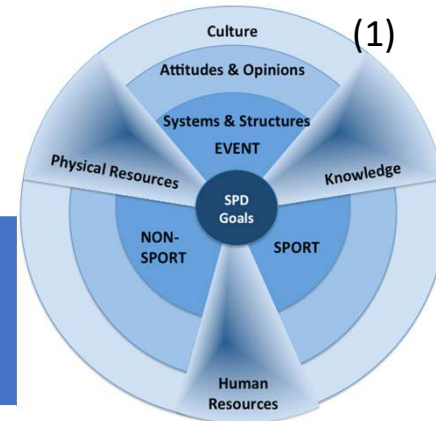 (1)
Culture
Attitudes & Opinions
Systems & Structures
EVENT
Physical Resources
Knowledge
SPD
Goals
NON-
SPORT
SPORT
Human
Resources